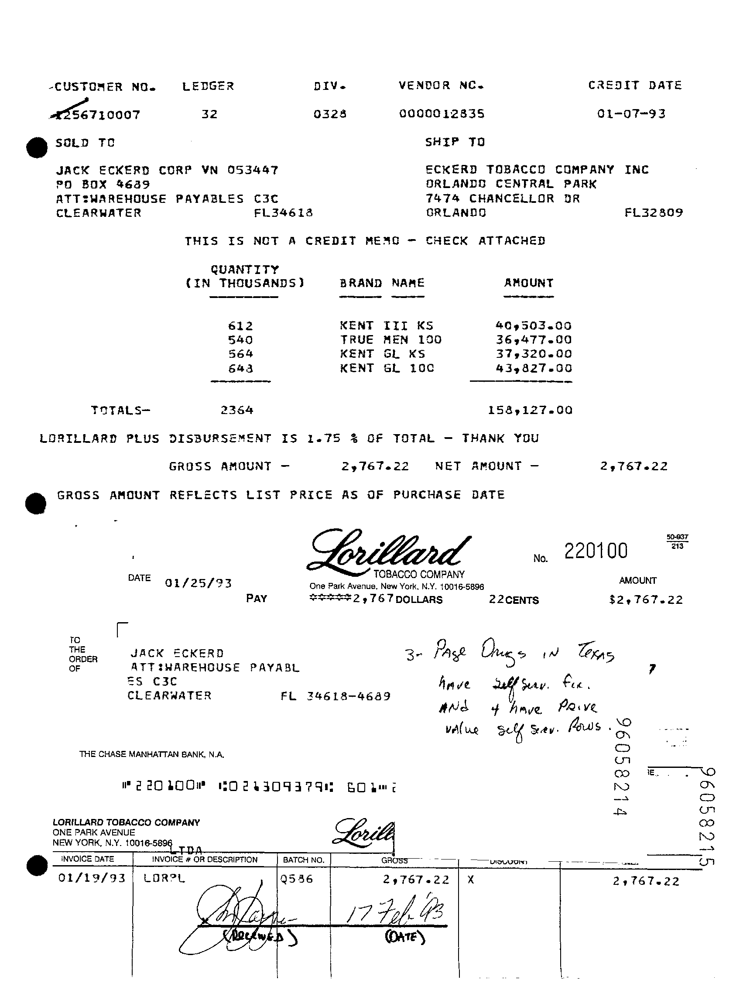 CUSTOMER NO. LEDGER DIV. VENDOR NO. CREDIT DATE
1256710007 32 0328 0000012835 01-07-93
SOLD TO SHIP TO
JACK ECKERD CORP VN 053447 ECKERD TOBACCO COMPANY INC
PO BOX 4689 ORLANDO CENTRAL PARK
ATT:WAREHOUSE PAYABLES C3C 7474 CHANCELLOR DR
CLEARWATER FL34618 ORLANDO FL32809
THIS IS NOT A CREDIT MEMO - CHECK ATTACHED
QUANTITY
(IN THOUSANDS) BRAND NAME AMOUNT
612 KENT III KS 40,503.00
540 TRUE MEN 100 36,477.00
564 KENT GL KS 37,320.00
648 KENT GL 100 43,827.00
TOTALS- 2364 158,127.00
LORILLARD PLUS DISBURSEMENT IS 1.75 % OF TOTAL - THANK YOU
GROSS AMOUNT - 2,767.22 NET AMOUNT - 2,767.22
GROSS AMOUNT REFLECTS LIST PRICE AS OF PURCHASE DATE
Lorillard No. 220100 50-937
213
TOBACCO COMPANY
DATE 01/25/93 One Park Avenue, New York, N.Y. 10016-5896 AMOUNT
PAY *****2,767 DOLLARS 22 CENTS $2,767.22
TO
THE
ORDER
OF
JACK ECKERD
ATT:WAREHOUSE PAYABL
ES C3C
CLEARWATER FL 34618-4689
3- Page Drugs in Texas
have self serv. fix.
AND 4 have
value self serv. Rows.
7
THE CHASE MANHATTAN BANK, N.A.
⑈220100⑈ ⑆021309379⑆ 601⑈2
96058214
96058215
LORILLARD TOBACCO COMPANY
ONE PARK AVENUE
NEW YORK, N.Y. 10016-5896
Lorill
LTDA
INVOICE DATE INVOICE # OR DESCRIPTION BATCH NO. GROSS DISCOUNT
01/19/93 LORPL Q586 2,767.22 X 2,767.22
17 Feb '93
(RECEIVED) (DATE)